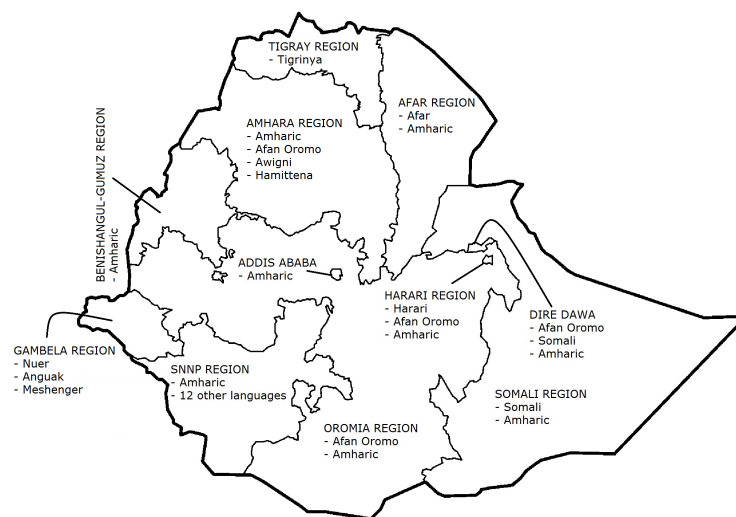 TIGRAY REGION
- Tigrinya
AFAR REGION
- Afar
- Amharic
AMHARA REGION
- Amharic
- Afan Oromo
- Awigni
- Hamittena
BENISHANGUL-GUMUZ REGION
- Amharic
ADDIS ABABA
- Amharic
HARARI REGION
- Harari
- Afan Oromo
- Amharic
DIRE DAWA
- Afan Oromo
- Somali
- Amharic
GAMBELA REGION
- Nuer
- Anguak
- Meshenger
SNNP REGION
- Amharic
- 12 other languages
SOMALI REGION
- Somali
- Amharic
OROMIA REGION
- Afan Oromo
- Amharic